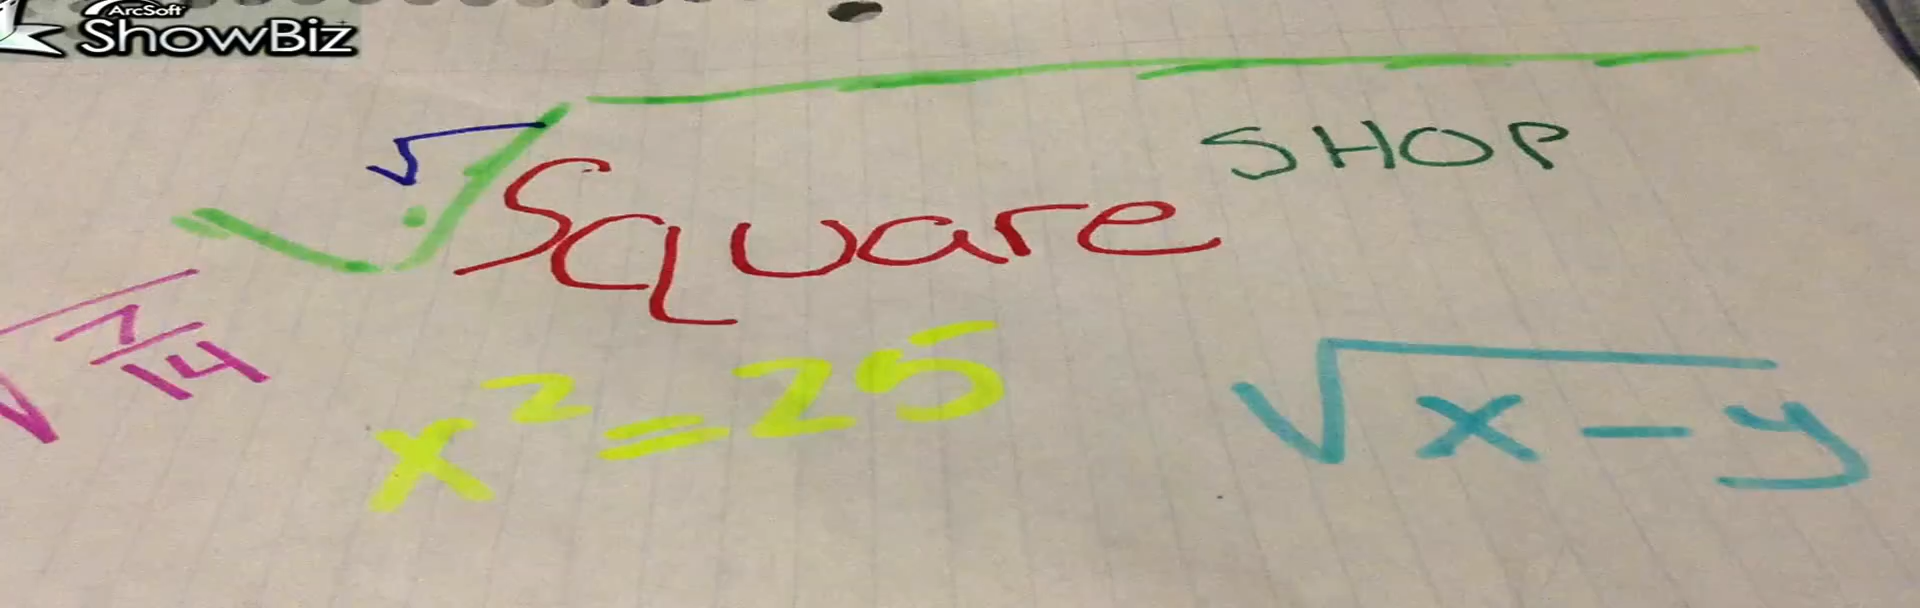 ArcSoft
ShowBiz
√
√Square SHOP
√7/14
x²=25
√x-y